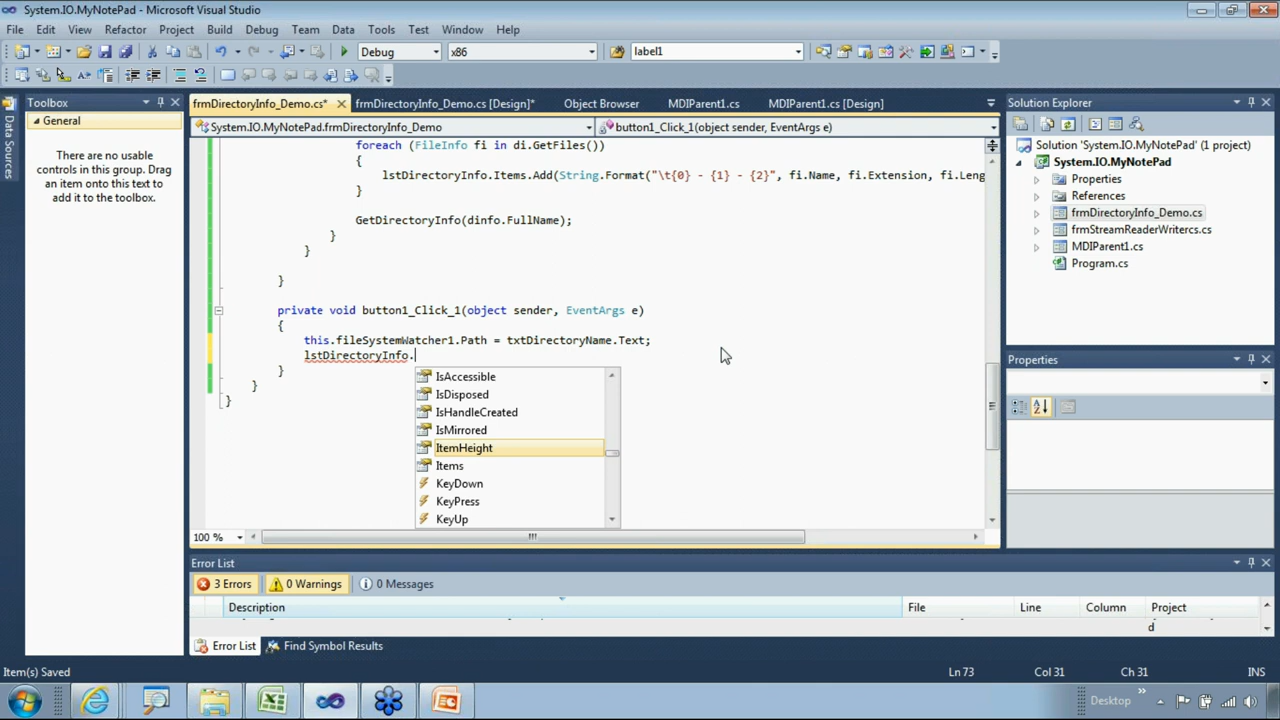 System.IO.MyNotePad - Microsoft Visual Studio
File Edit View Refactor Project Build Debug Team Data Tools Test Window Help
Debug x86 label1
Toolbox
frmDirectoryInfo_Demo.cs* frmDirectoryInfo_Demo.cs [Design]* Object Browser MDIParent1.cs MDIParent1.cs [Design]
Solution Explorer
Data Sources
General
System.IO.MyNotePad.frmDirectoryInfo_Demo button1_Click_1(object sender, EventArgs e)
There are no usable
controls in this group. Drag
an item onto this text to
add it to the toolbox.
foreach (FileInfo fi in di.GetFiles())
{
lstDirectoryInfo.Items.Add(String.Format("\t{0} - {1} - {2}", fi.Name, fi.Extension, fi.Leng
}
GetDirectoryInfo(dinfo.FullName);
}
}
}
private void button1_Click_1(object sender, EventArgs e)
{
this.fileSystemWatcher1.Path = txtDirectoryName.Text;
lstDirectoryInfo.
}
}
}
IsAccessible
IsDisposed
IsHandleCreated
IsMirrored
ItemHeight
Items
KeyDown
KeyPress
KeyUp
100 %
Solution 'System.IO.MyNotePad' (1 project)
System.IO.MyNotePad
Properties
References
frmDirectoryInfo_Demo.cs
frmStreamReaderWritercs.cs
MDIParent1.cs
Program.cs
Properties
Error List
3 Errors 0 Warnings 0 Messages
Description File Line Column Project
d
Error List Find Symbol Results
Item(s) Saved Ln 73 Col 31 Ch 31 INS
Desktop